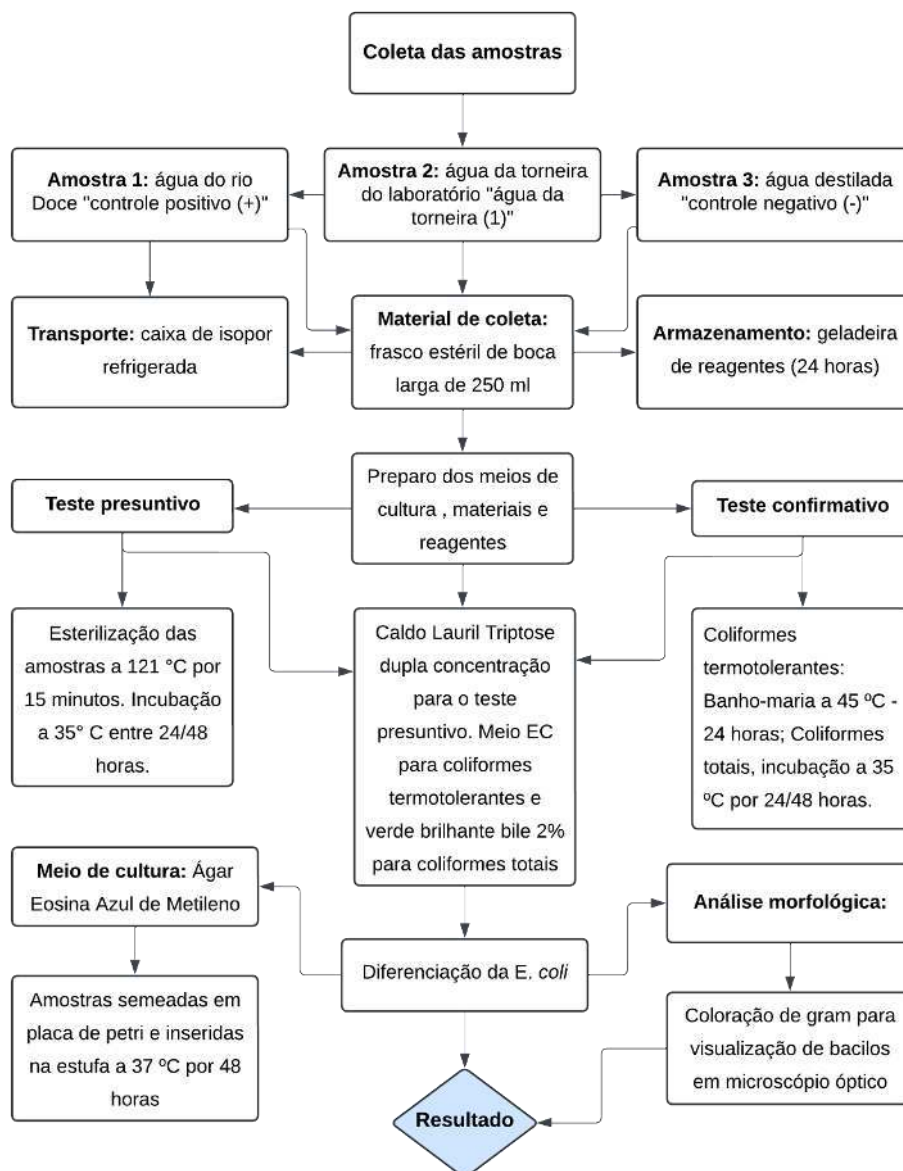 Coleta das amostras
Amostra 1: água do rio
Doce "controle positivo (+)"
Amostra 2: água da torneira
do laboratório "água da
torneira (1)"
Amostra 3: água destilada
"controle negativo (-)"
Transporte: caixa de isopor
refrigerada
Material de coleta:
frasco estéril de boca
larga de 250 ml
Armazenamento: geladeira
de reagentes (24 horas)
Teste presuntivo
Preparo dos meios de
cultura , materiais e
reagentes
Teste confirmativo
Esterilização das
amostras a 121 °C por
15 minutos. Incubação
a 35° C entre 24/48
horas.
Caldo Lauril Triptose
dupla concentração
para o teste
presuntivo. Meio EC
para coliformes
termotolerantes e
verde brilhante bile 2%
para coliformes totais
Coliformes
termotolerantes:
Banho-maria a 45 ºC -
24 horas; Coliformes
totais, incubação a 35
ºC por 24/48 horas.
Meio de cultura: Ágar
Eosina Azul de Metileno
Análise morfológica:
Diferenciação da E. coli
Amostras semeadas em
placa de petri e inseridas
na estufa a 37 ºC por 48
horas
Coloração de gram para
visualização de bacilos
em microscópio óptico
Resultado